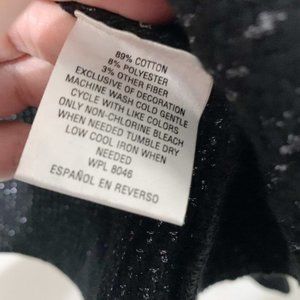 89% COTTON
8% POLYESTER
3% OTHER FIBER
EXCLUSIVE OF DECORATION
MACHINE WASH COLD GENTLE
CYCLE WITH LIKE COLORS
ONLY NON-CHLORINE BLEACH
WHEN NEEDED TUMBLE DRY
LOW COOL IRON WHEN
NEEDED
WPL 8046
ESPAÑOL EN REVERSO